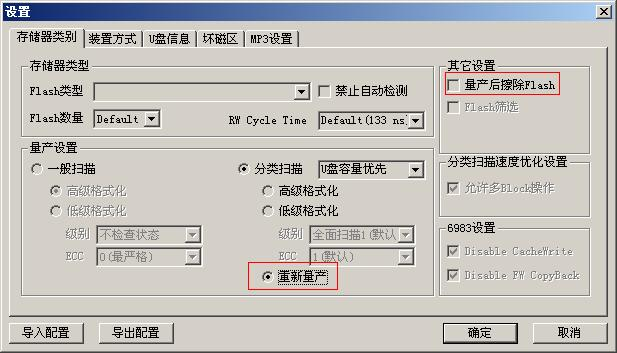 设置
存储器类别 装置方式 U盘信息 坏磁区 MP3设置
存储器类型
Flash类型 禁止自动检测
Flash数量 Default RW Cycle Time Default(133 ns
量产设置
一般扫描 分类扫描 U盘容量优先
高级格式化 高级格式化
低级格式化 低级格式化
级别 不检查状态 级别 全面扫描1(默认
ECC 0(最严格) ECC 1(默认)
重新量产
其它设置
量产后擦除Flash
Flash筛选
分类扫描速度优化设置
允许多Block操作
6983设置
Disable CacheWrite
Disable FW CopyBack
导入配置 导出配置 确定 取消